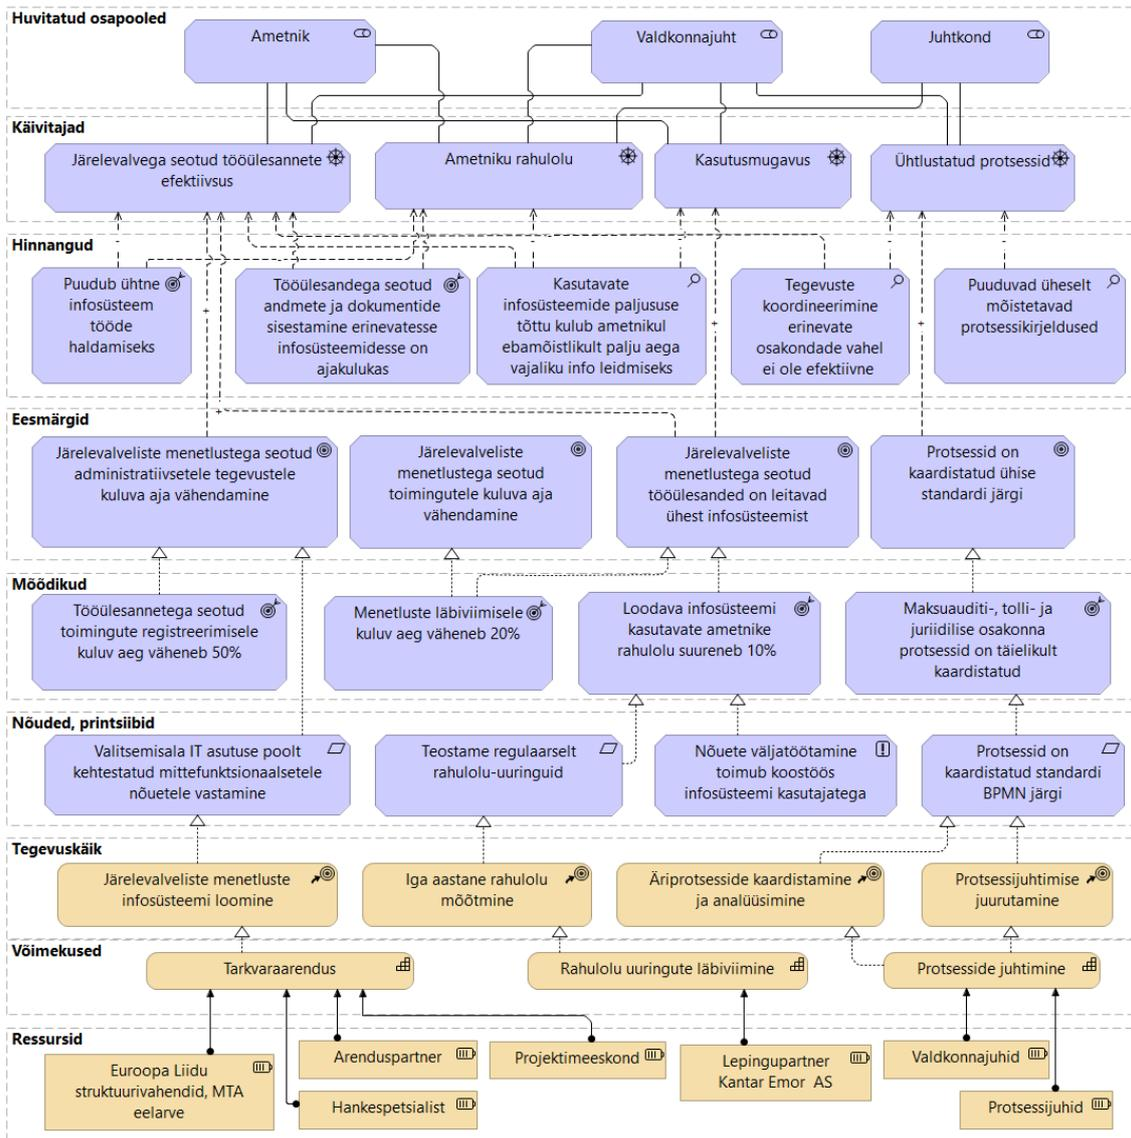 Huvitatud osapooled
Ametnik
Valdkonnajuht
Juhtkond
Käivitajad
Järelevalvega seotud tööülesannete
efektiivsus
Ametniku rahulolu
Kasutusmugavus
Ühtlustatud protsessid
Hinnangud
Puudub ühtne
infosüsteem
tööde
haldamiseks
Tööülesandega seotud
andmete ja dokumentide
sisestamine erinevatesse
infosüsteemidesse on
ajakulukas
Kasutavate
infosüsteemide paljususe
tõttu kulub ametnikul
ebamõistlikult palju aega
vajaliku info leidmiseks
Tegevuste
koordineerimine
erinevate
osakondade vahel
ei ole efektiivne
Puuduvad üheselt
mõistetavad
protsessikirjeldused
Eesmärgid
Järelevalveliste menetlustega seotud
administratiivsetele tegevustele
kuluva aja vähendamine
Järelevalveliste
menetlustega seotud
toimingutele kuluva aja
vähendamine
Järelevalveliste
menetlustega seotud
tööülesanded on leitavad
ühest infosüsteemist
Protsessid on
kaardistatud ühise
standardi järgi
Mõõdikud
Tööülesannetega seotud
toimingute registreerimisele
kuluv aeg väheneb 50%
Menetluste läbiviimisele
kuluv aeg väheneb 20%
Loodava infosüsteemi
kasutavate ametnike
rahulolu suureneb 10%
Maksuauditi-, tolli- ja
juriidilise osakonna
protsessid on täielikult
kaardistatud
Nõuded, printsiibid
Valitsemisala IT asutuse poolt
kehtestatud mittefunktsionaalsetele
nõuetele vastamine
Teostame regulaarselt
rahulolu-uuringuid
Nõuete väljatöötamine
toimub koostöös
infosüsteemi kasutajatega
Protsessid on
kaardistatud standardi
BPMN järgi
Tegevuskäik
Järelevalveliste menetluste
infosüsteemi loomine
Iga aastane rahulolu
mõõtmine
Äriprotsesside kaardistamine
ja analüüsimine
Protsessijuhtimise
juurutamine
Võimekused
Tarkvaraarendus
Rahulolu uuringute läbiviimine
Protsesside juhtimine
Ressursid
Euroopa Liidu
struktuurivahendid, MTA
eelarve
Arenduspartner
Hankespetsialist
Projektimeeskond
Lepingupartner
Kantar Emor AS
Valdkonnajuhid
Protsessijuhid